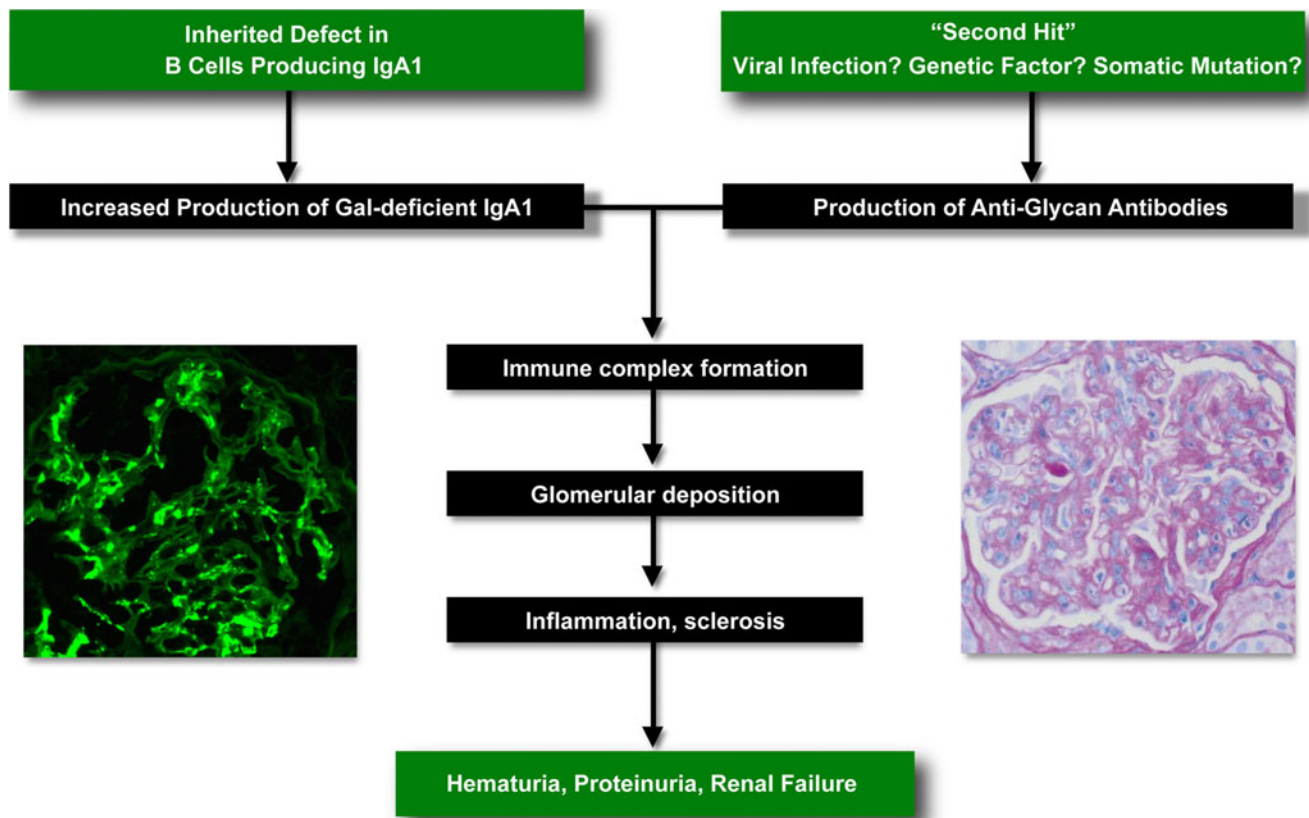 Inherited Defect in
B Cells Producing IgA1
“Second Hit”
Viral Infection? Genetic Factor? Somatic Mutation?
Increased Production of Gal-deficient IgA1
Production of Anti-Glycan Antibodies
Immune complex formation
Glomerular deposition
Inflammation, sclerosis
Hematuria, Proteinuria, Renal Failure